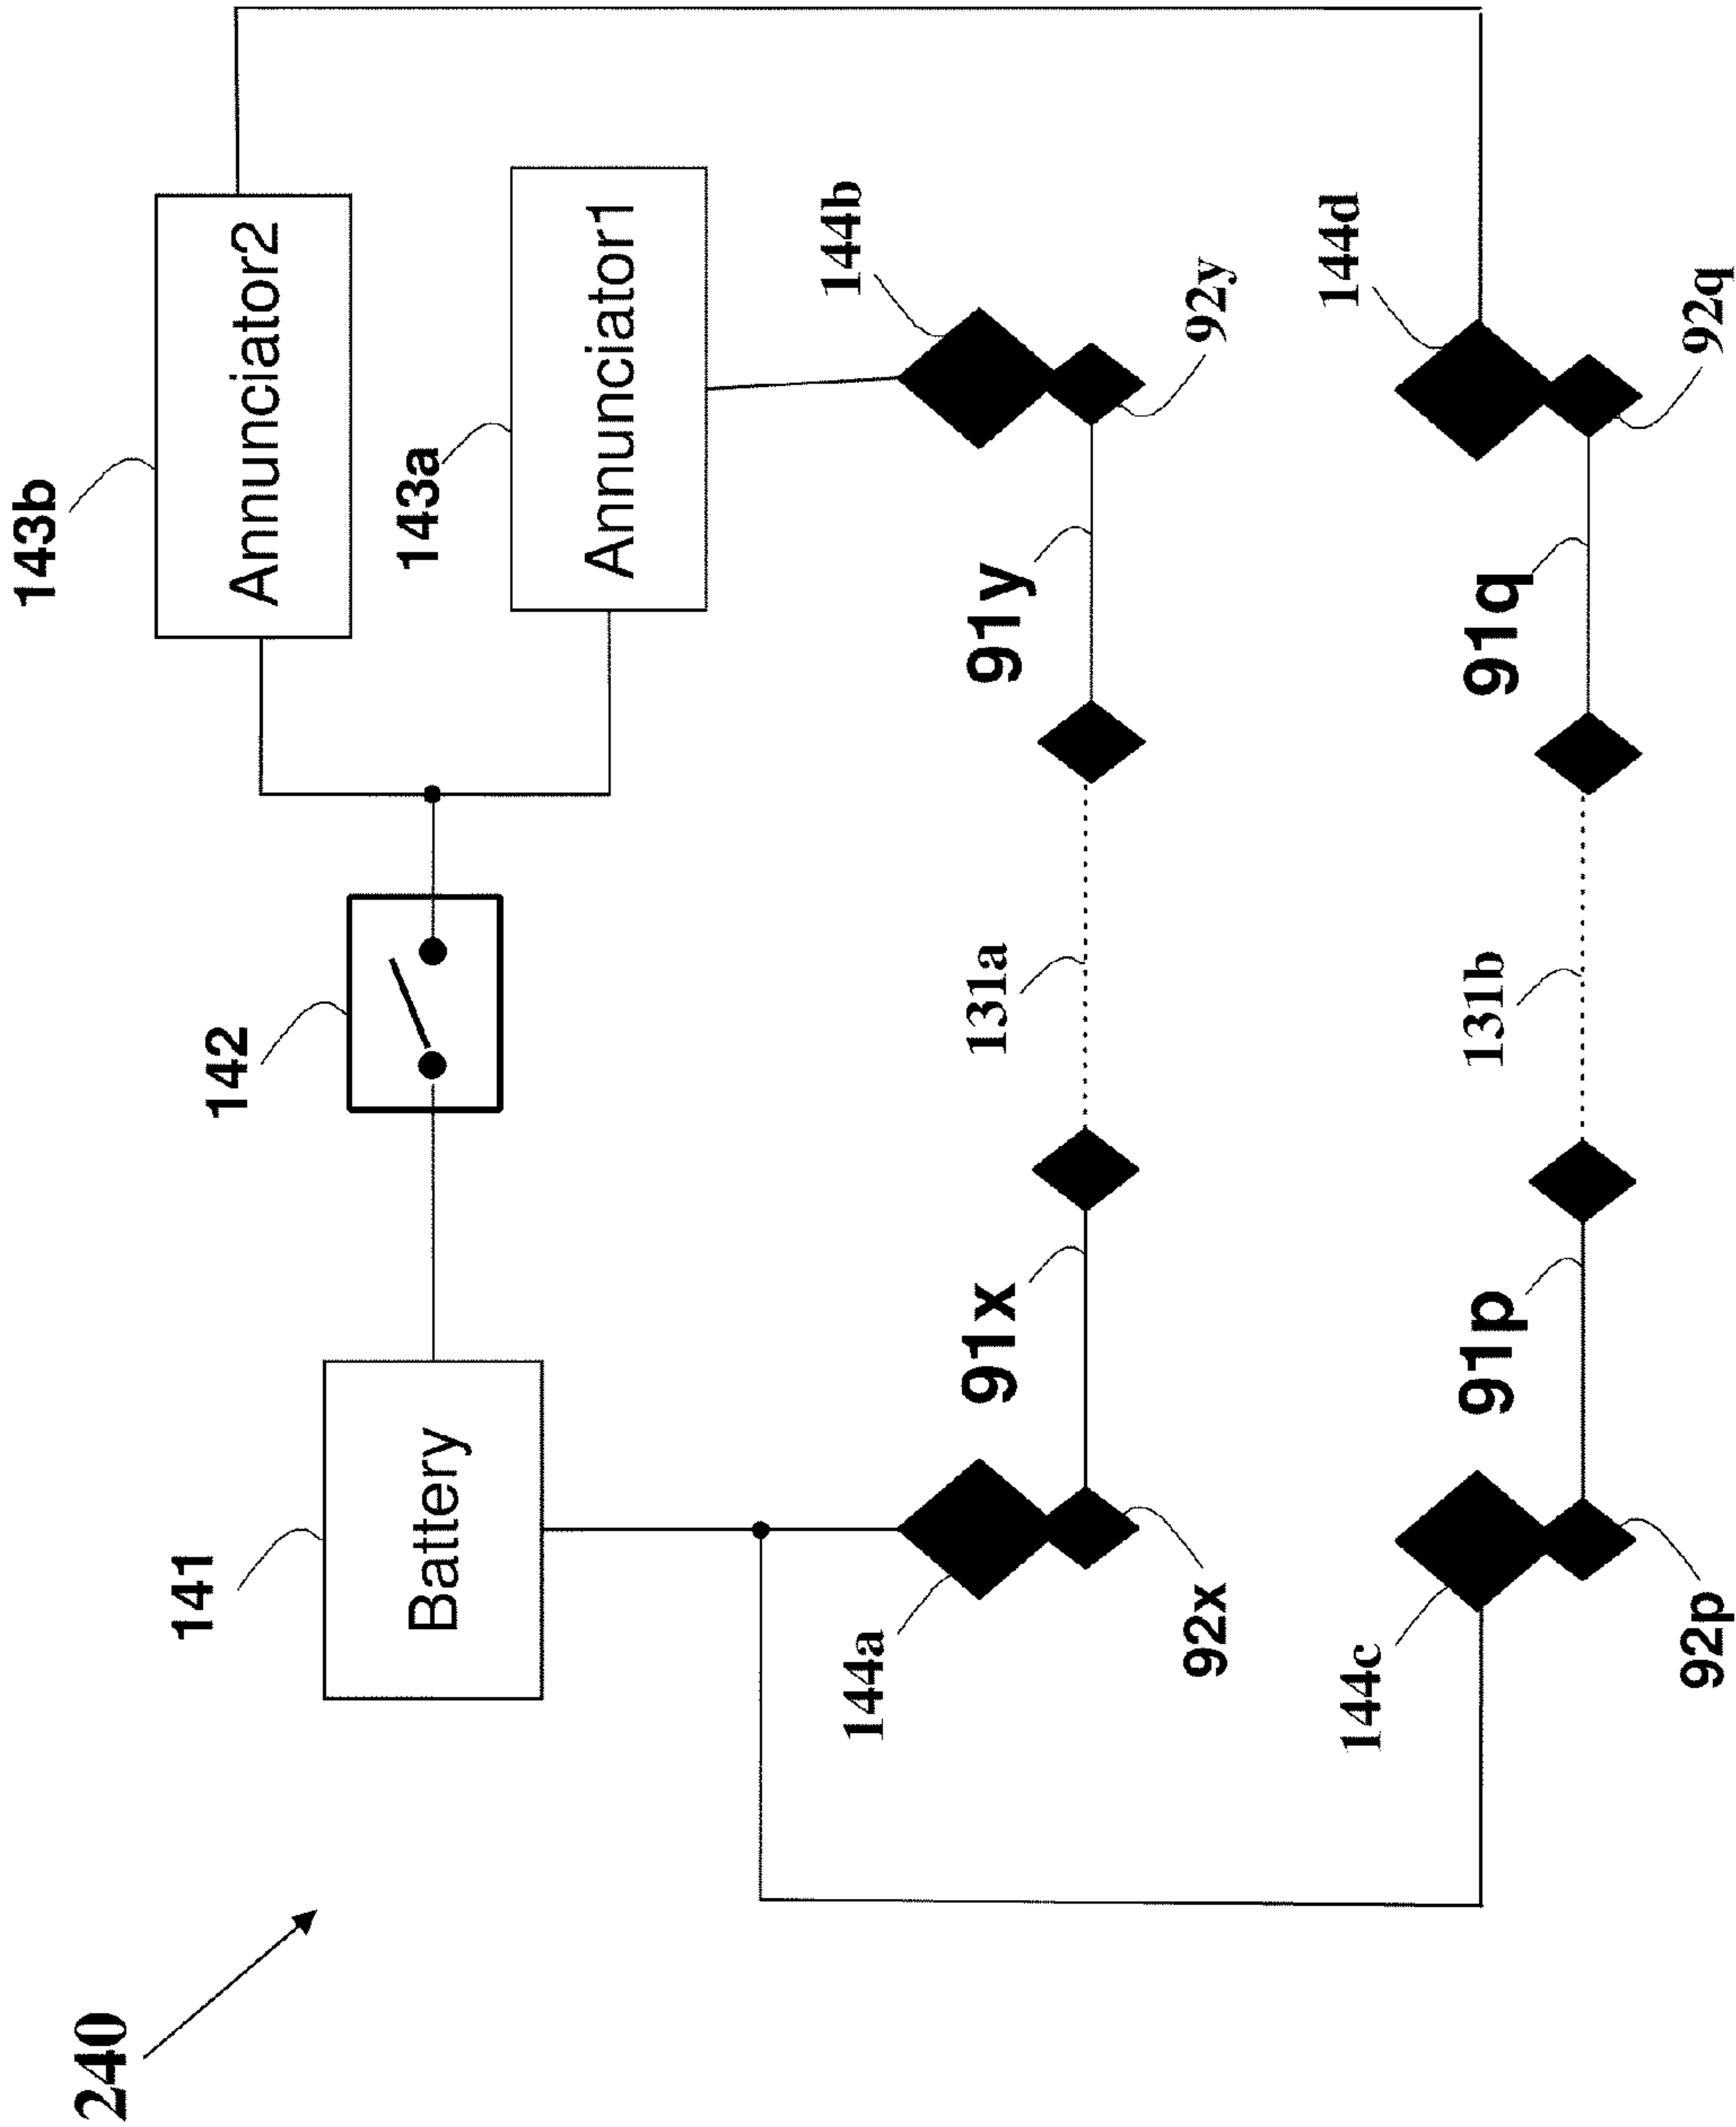 240
141
Battery
142
143b
Annunciator2
143a
Annunciator1
144a
92x
91x
131a
91y
144b
92y
144c
92p
91p
131b
91q
144d
92q